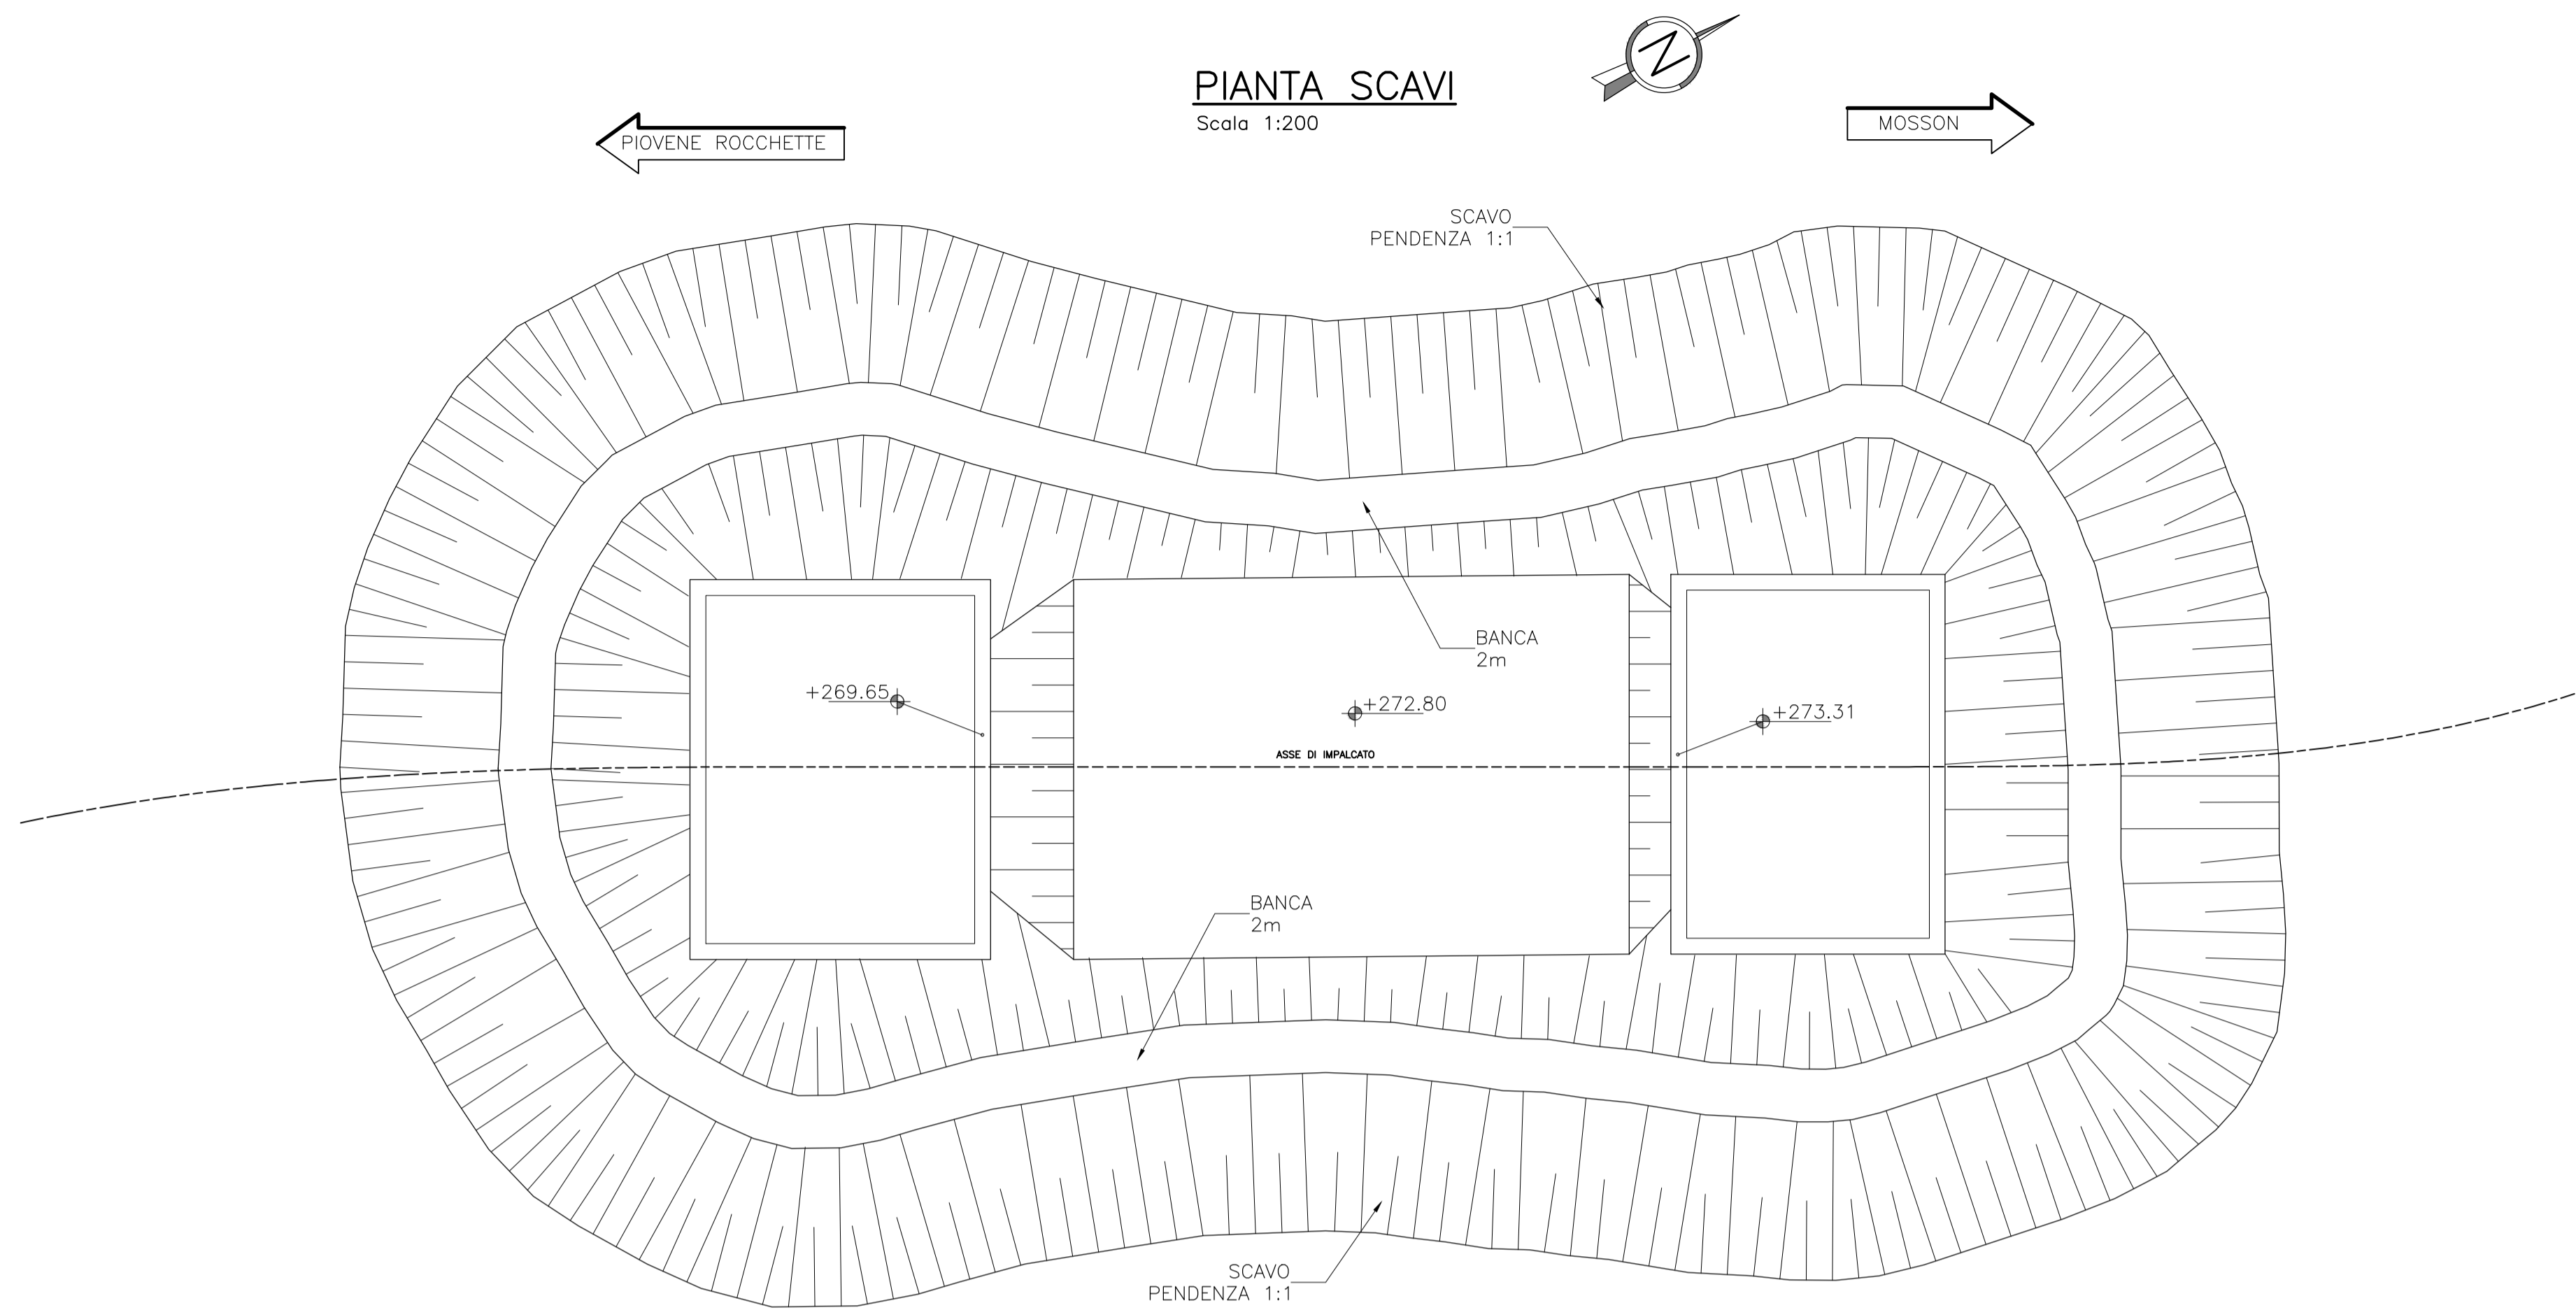 N
PIANTA SCAVI
Scala 1:200
PIOVENE ROCCHETTE
MOSSON
SCAVO
PENDENZA 1:1
BANCA
2m
+269.65
+272.80
+273.31
ASSE DI IMPALCATO
BANCA
2m
SCAVO
PENDENZA 1:1